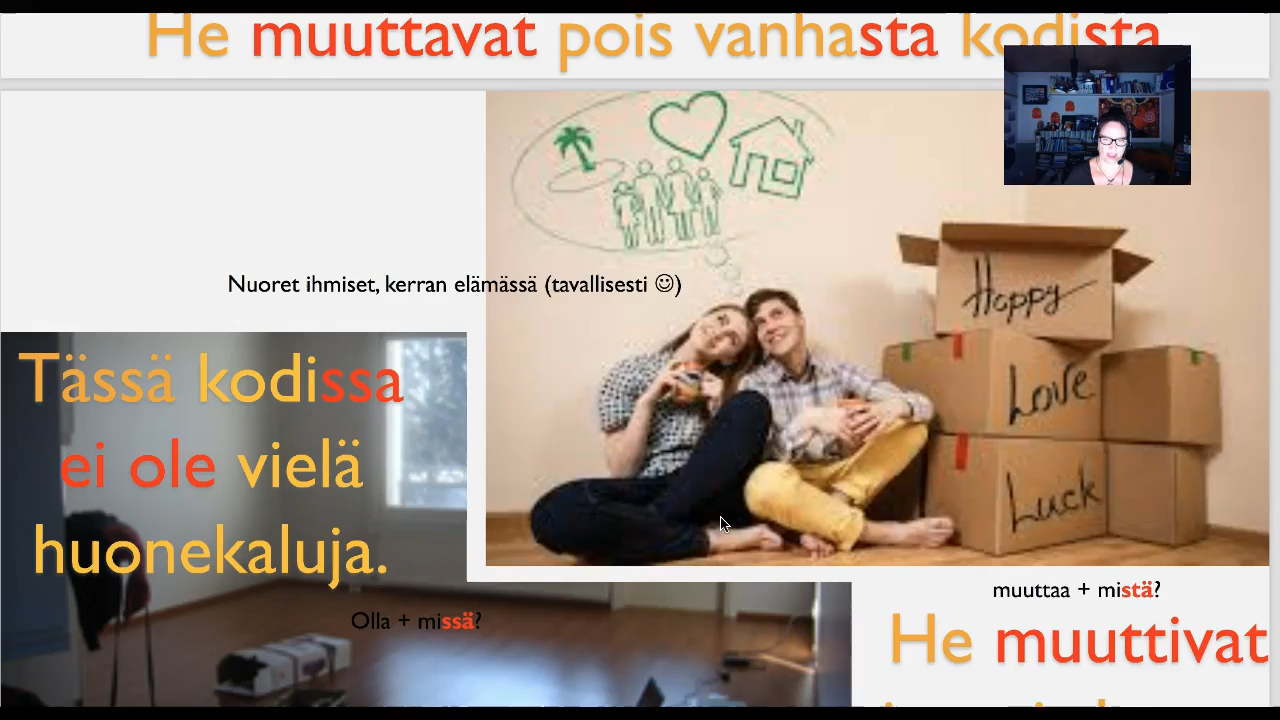 He muuttavat pois vanhasta kodista
Nuoret ihmiset, kerran elämässä (tavallisesti ☺)
Happy
Love
Luck
Tässä kodissa
ei ole vielä
huonekaluja.
Olla + missä?
muuttaa + mistä?
He muuttivat